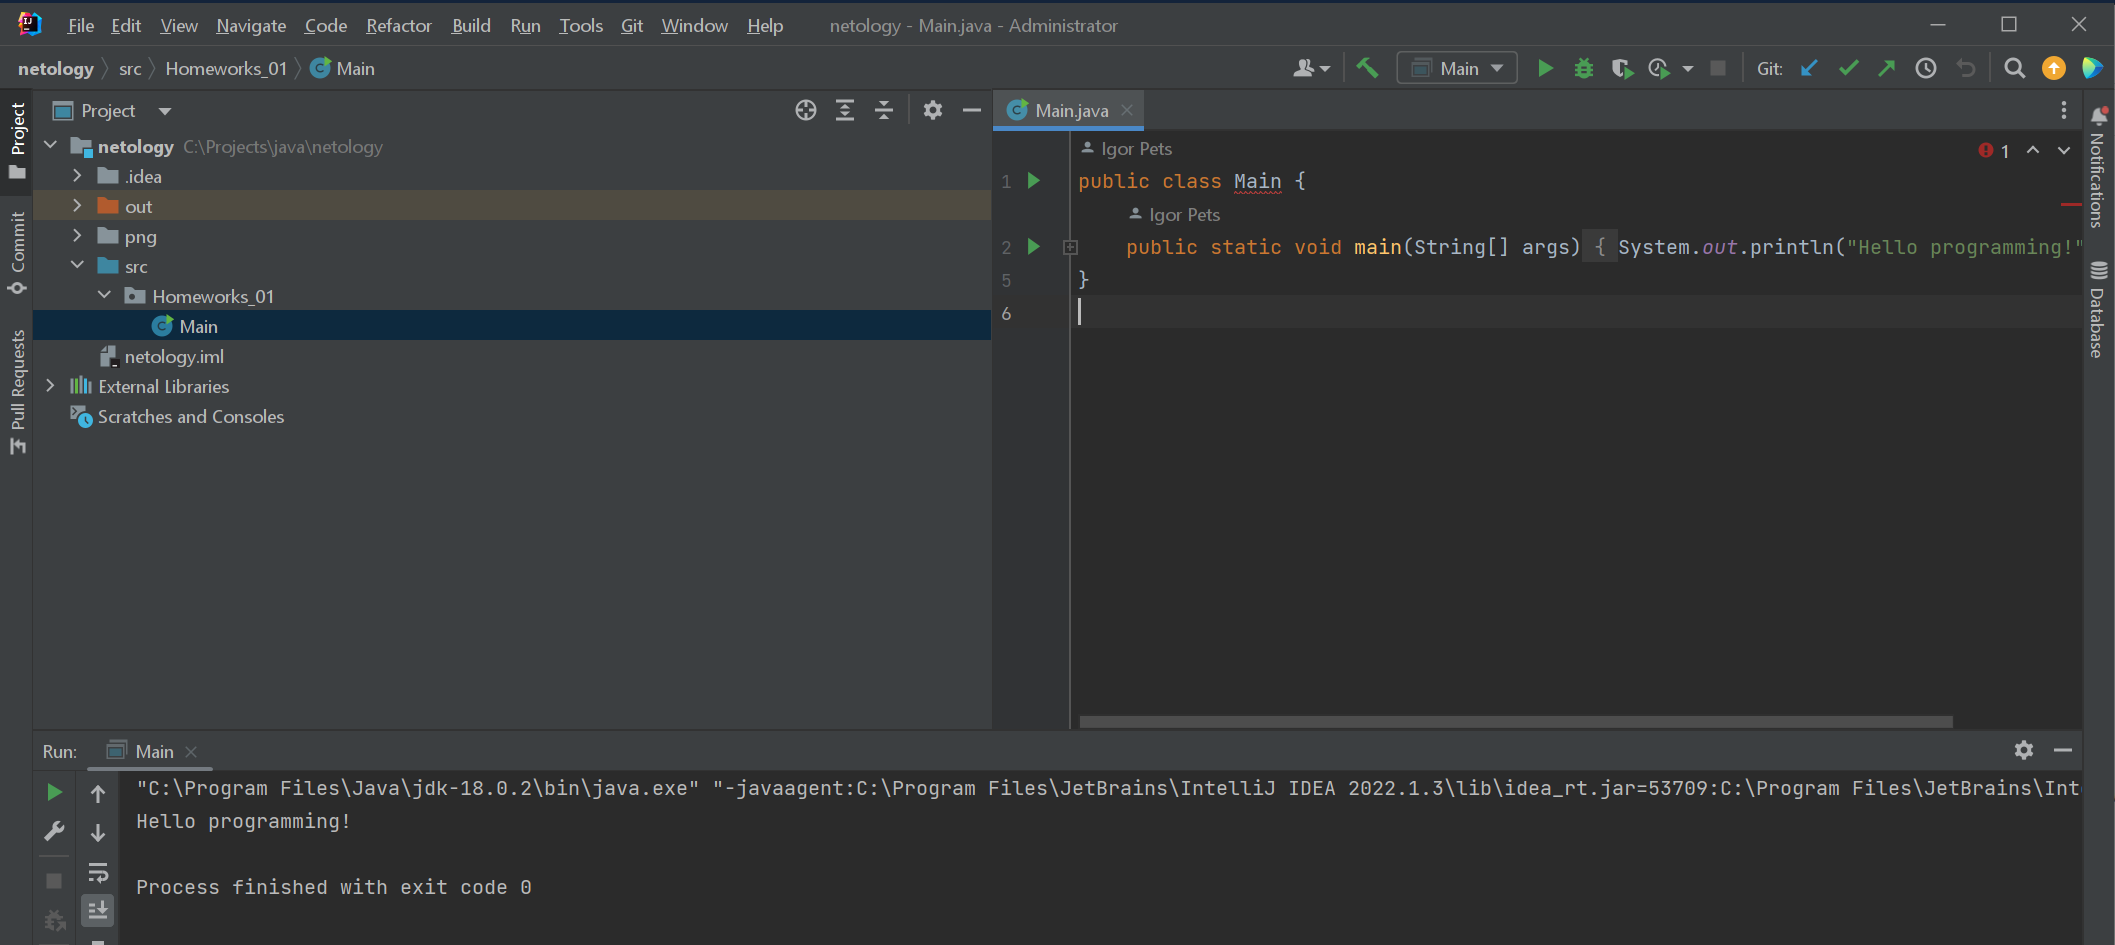 File Edit View Navigate Code Refactor Build Run Tools Git Window Help netology - Main.java - Administrator
netology src Homeworks_01 Main
Main Git:
Project
Main.java
Project
Commit
Pull Requests
netology C:\Projects\java\netology
.idea
out
png
src
Homeworks_01
Main
netology.iml
External Libraries
Scratches and Consoles
Igor Pets
1
1 public class Main {
Igor Pets
2 public static void main(String[] args) { System.out.println("Hello programming!"
5 }
6
Notifications
Database
Run: Main
"C:\Program Files\Java\jdk-18.0.2\bin\java.exe" "-javaagent:C:\Program Files\JetBrains\IntelliJ IDEA 2022.1.3\lib\idea_rt.jar=53709:C:\Program Files\JetBrains\Inte
Hello programming!
Process finished with exit code 0